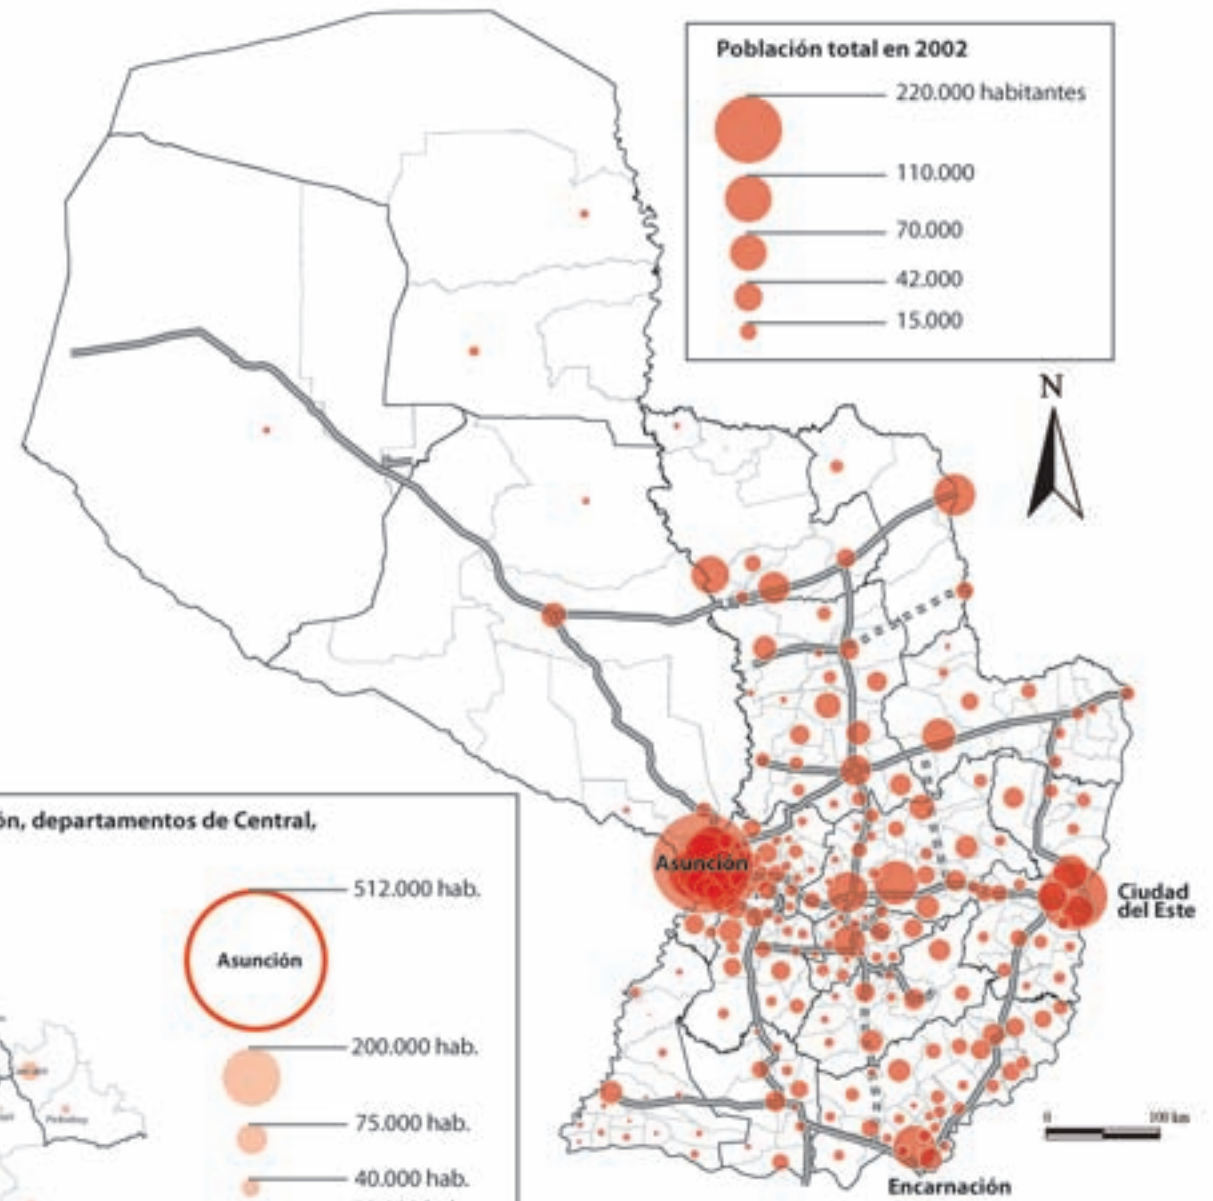 Población total en 2002
220.000 habitantes
110.000
70.000
42.000
15.000
N
Asunción
Ciudad
del Este
0 100 km
Encarnación
ón, departamentos de Central,
512.000 hab.
Asunción
200.000 hab.
75.000 hab.
40.000 hab.